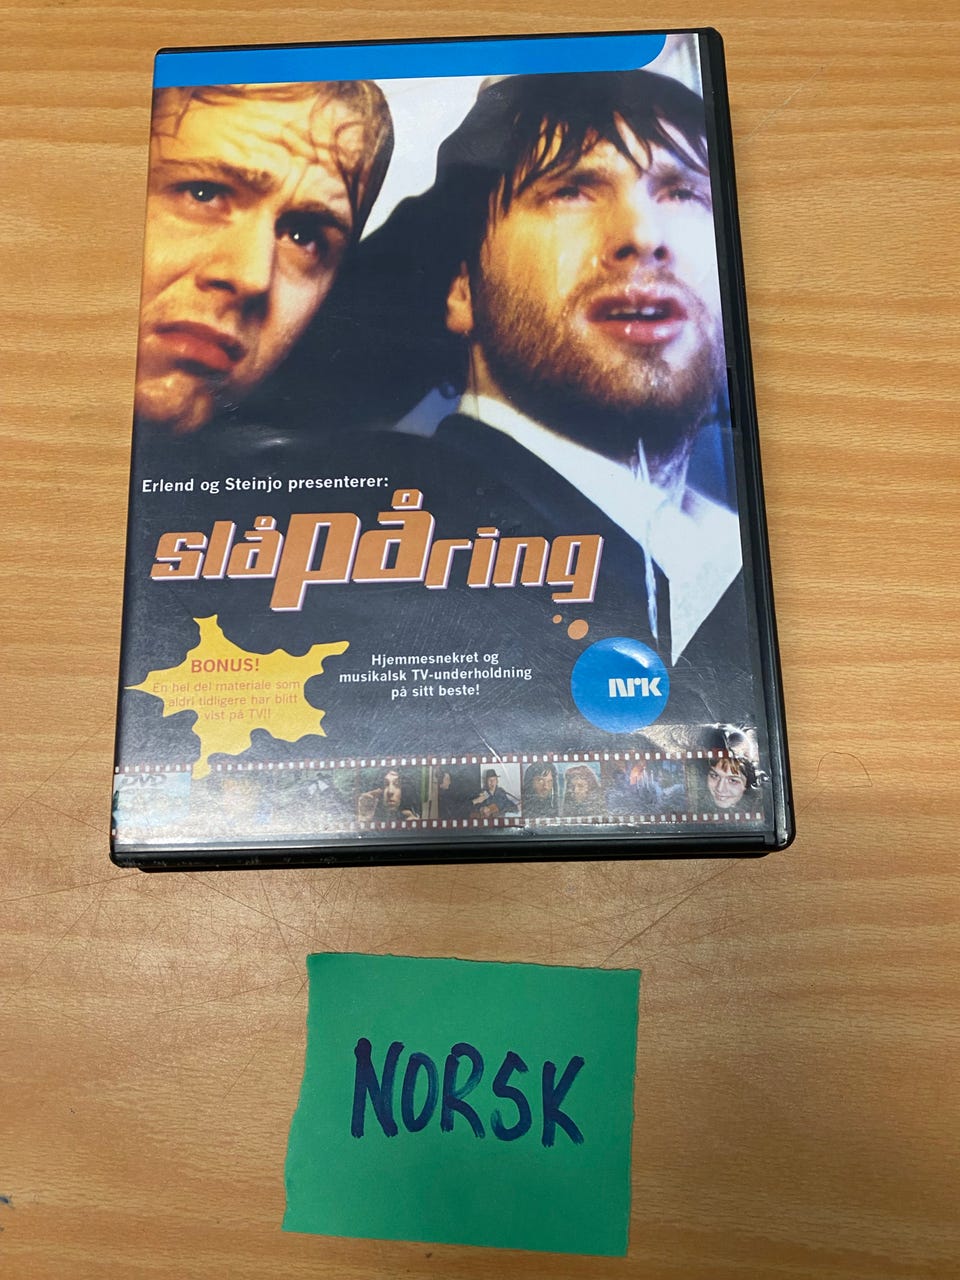 Erlend og Steinjo presenterer:
slåpåring
BONUS!
En hel del materiale som
aldri tidligere har blitt
vist på TV!!
Hjemmesnekret og
musikalsk TV-underholdning
på sitt beste!
NRK
DVD
NORSK